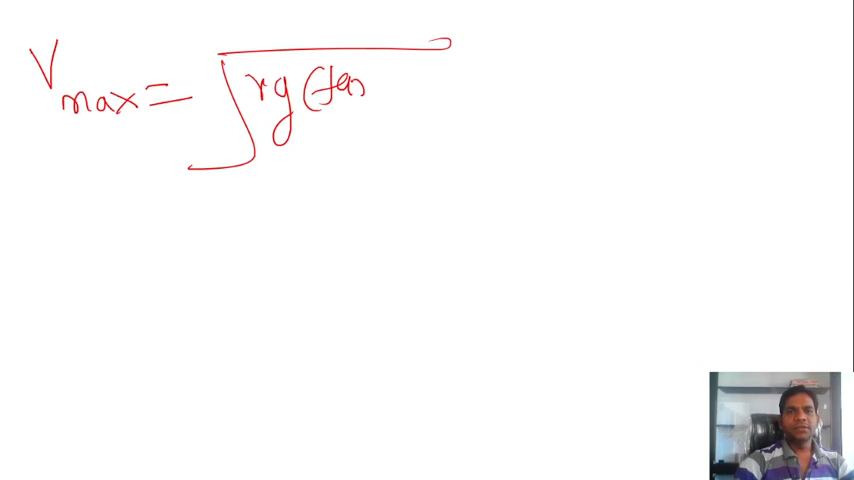 Vmax = √rg(tan